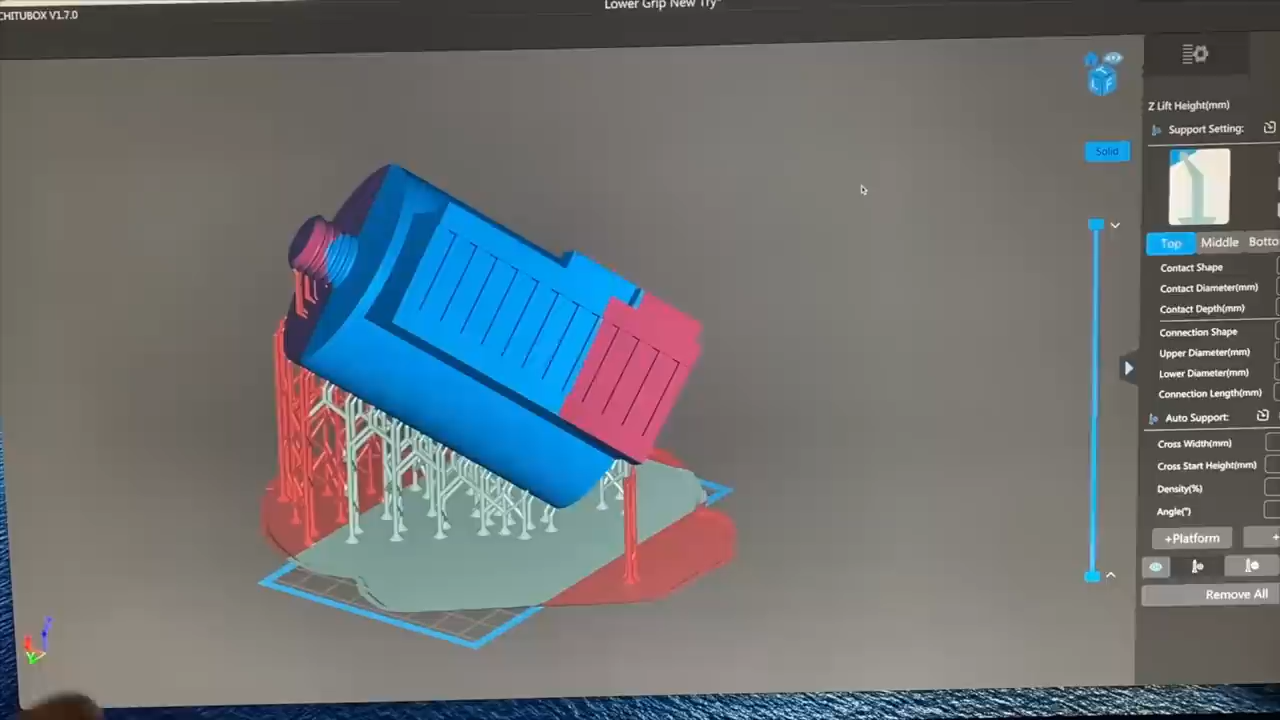 CHITUBOX V1.7.0
Lower Grip New Try*
Z Lift Height(mm)
Support Setting:
Solid
Top
Middle
Contact Shape
Contact Diameter(mm)
Contact Depth(mm)
Connection Shape
Upper Diameter(mm)
Lower Diameter(mm)
Connection Length(mm)
Auto Support:
Cross Width(mm)
Cross Start Height(mm)
Density(%)
Angle(°)
+Platform
+
Remove All
L
F
Y